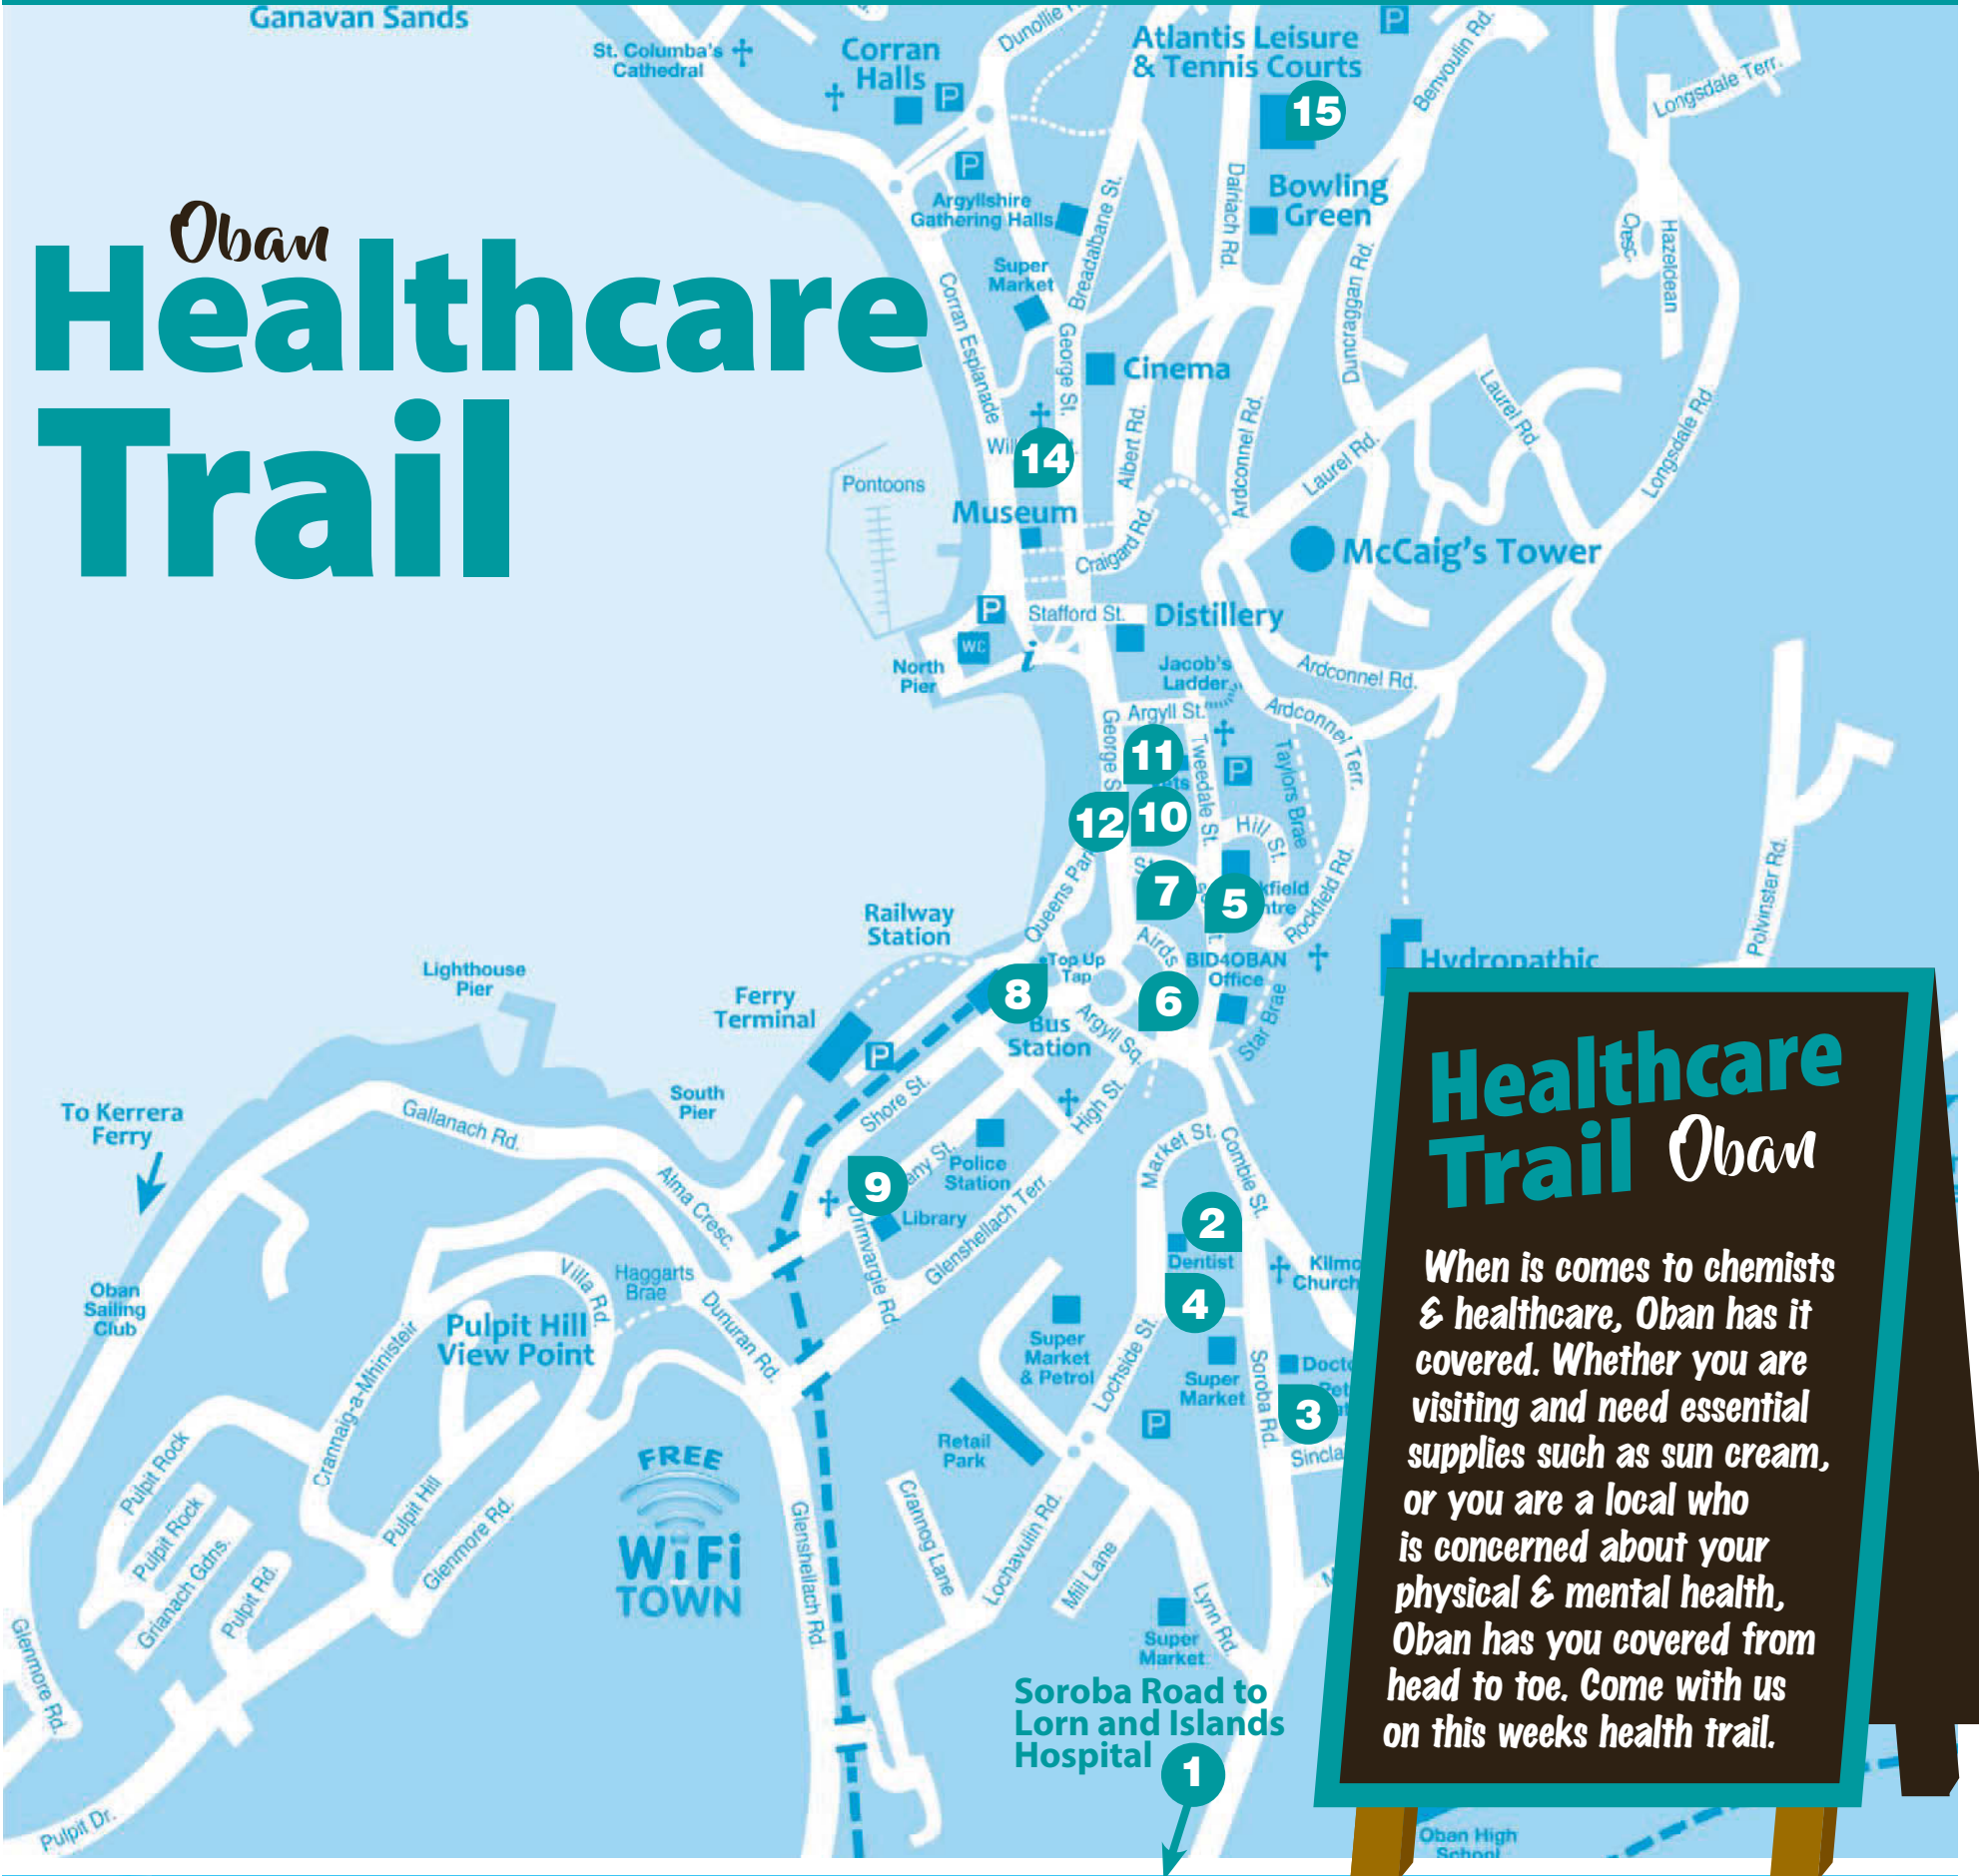 Ganavan Sands
St. Columba's
Cathedral
Corran
Halls
P
Dunollie
Atlantis Leisure
& Tennis Courts
P
15
Benvoulin Rd.
Longsdale Terr.
P
Argyllshire
Gathering Halls
Breadalbane St.
Dalriach Rd.
Bowling
Green
Cresc.
Hazeldean
Oban
Healthcare
Trail
Super
Market
Corran Esplanade
George St.
Cinema
Duncraggan Rd.
Laurel Rd.
Longsdale Rd.
Albert Rd.
Ardconnel Rd.
Laurel Rd.
14
Pontoons
Museum
Craigard Rd.
McCaig's Tower
P
Stafford St.
Distillery
WC
i
North
Pier
Jacob's
Ladder
Ardconnel Rd.
Argyll St.
Ardconnel Terr.
George S
11
Tweedale St.
P
Taylors Brae
12
10
Hill St.
Queens Par
7
5
kfield
ntre
Rockfield Rd.
Polvinster Rd.
Railway
Station
Airds
Top Up
Tap
BID4OBAN
Office
Hydropathic
Lighthouse
Pier
Ferry
Terminal
8
6
Star Brae
P
Bus
Station
Argyll Sq.
To Kerrera
Ferry
Gallanach Rd.
South
Pier
Shore St.
High St.
Market St.
Combie St.
any St.
Police
Station
Alma Cresc.
9
Library
Drimvargie Rd.
Glenshellach Terr.
2
Dentist
Kilmo
Church
4
Oban
Sailing
Club
Villa Rd.
Haggarts
Brae
Dunuran Rd.
Pulpit Hill
View Point
Crannaig-a-Mhinisteir
Super
Market
& Petrol
Lochside St.
Super
Market
Soroba Rd.
Docto
3
Sincla
P
Retail
Park
Pulpit Rock
Pulpit Rock
Grianach Gdns.
Pulpit Rd.
Pulpit Hill
Glenmore Rd.
FREE
WiFi
TOWN
Glenshellach Rd.
Crannog Lane
Lochavulin Rd.
Mill Lane
Lynn Rd.
Super
Market
Glenmore Rd.
Pulpit Dr.
Soroba Road to
Lorn and Islands
Hospital
1
Healthcare
Trail Oban
When is comes to chemists
& healthcare, Oban has it
covered. Whether you are
visiting and need essential
supplies such as sun cream,
or you are a local who
is concerned about your
physical & mental health,
Oban has you covered from
head to toe. Come with us
on this weeks health trail.
Oban High
School